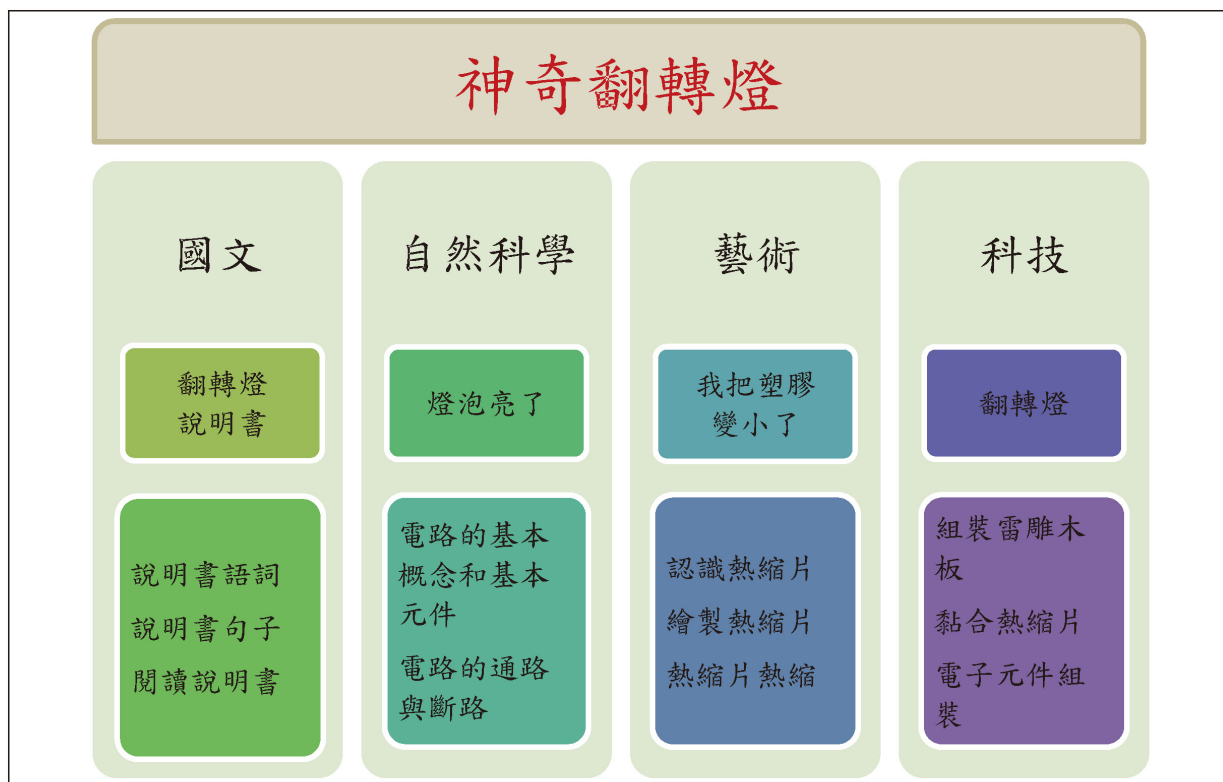 神奇翻轉燈
國文
翻轉燈
說明書
說明書語詞
說明書句子
閱讀說明書
自然科學
燈泡亮了
電路的基本
概念和基本
元件
電路的通路
與斷路
藝術
我把塑膠
變小了
認識熱縮片
繪製熱縮片
熱縮片熱縮
科技
翻轉燈
組裝雷雕木
板
黏合熱縮片
電子元件組
裝